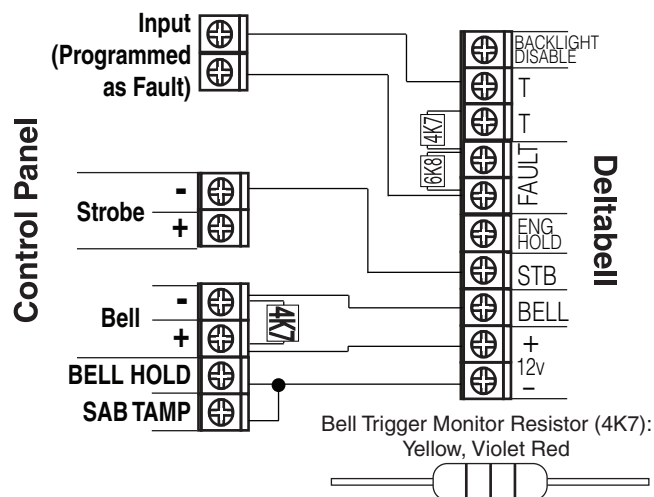 Input
(Programmed
as Fault)
Control Panel
Strobe
-
+
Bell
-
+
BELL HOLD
SAB TAMP
4K7
4K7
6K8
BACKLIGHT
DISABLE
T
T
FAULT
ENG
HOLD
STB
BELL
+
12v
-
Deltabell
Bell Trigger Monitor Resistor (4K7):
Yellow, Violet Red